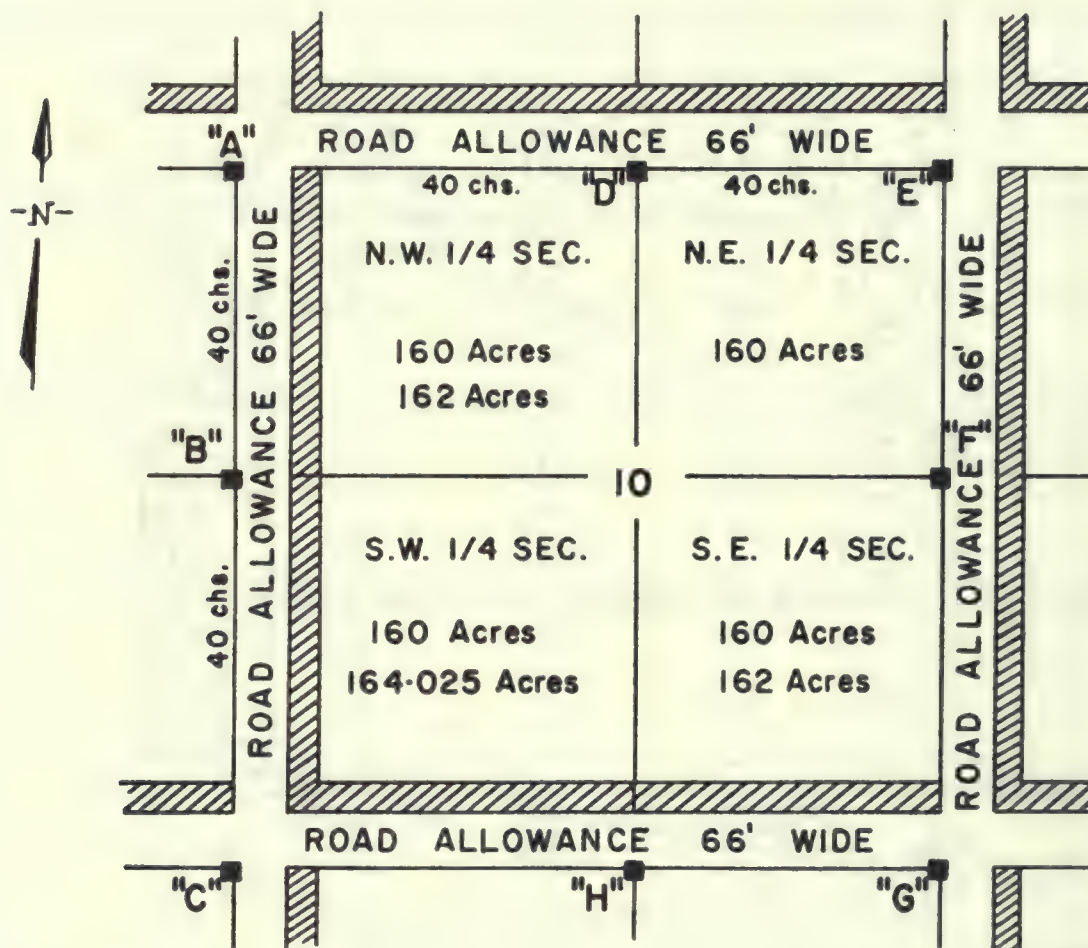 "A"
ROAD ALLOWANCE 66' WIDE
40 chs.
"D"
40 chs.
"E"
-N-
40 chs.
ROAD ALLOWANCE 66' WIDE
N.W. 1/4 SEC.
160 Acres
162 Acres
N.E. 1/4 SEC.
160 Acres
ROAD ALLOWANCE 66' WIDE
"B"
10
"F"
40 chs.
S.W. 1/4 SEC.
160 Acres
164·025 Acres
S.E. 1/4 SEC.
160 Acres
162 Acres
ROAD ALLOWANCE 66' WIDE
"C"
"H"
"G"